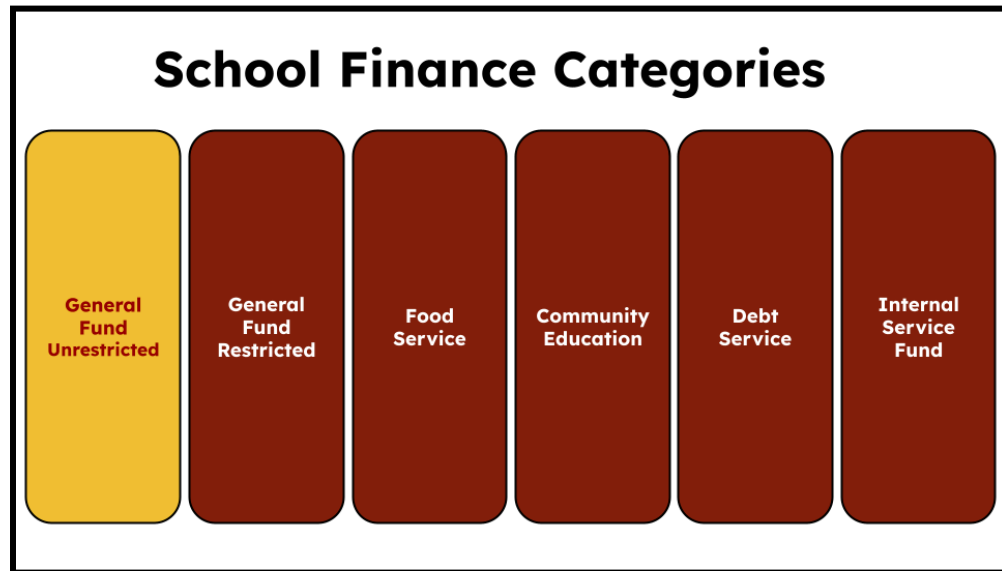 School Finance Categories
General
Fund
Unrestricted
General
Fund
Restricted
Food
Service
Community
Education
Debt
Service
Internal
Service
Fund